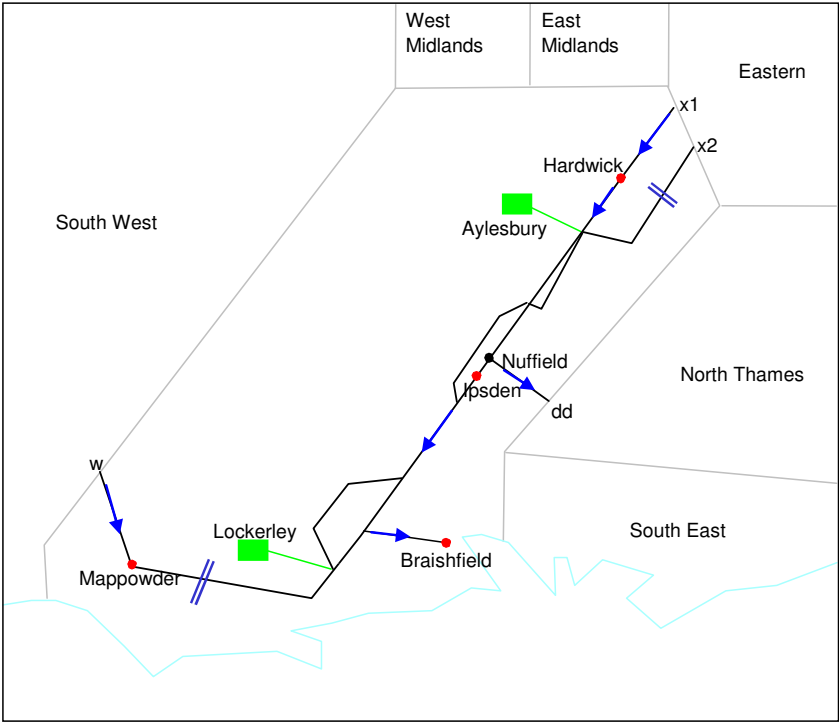 West
Midlands
East
Midlands
Eastern
x1
x2
Hardwick
South West
Aylesbury
Nuffield
Ipsden
North Thames
dd
w
Lockerley
South East
Braishfield
Mappowder